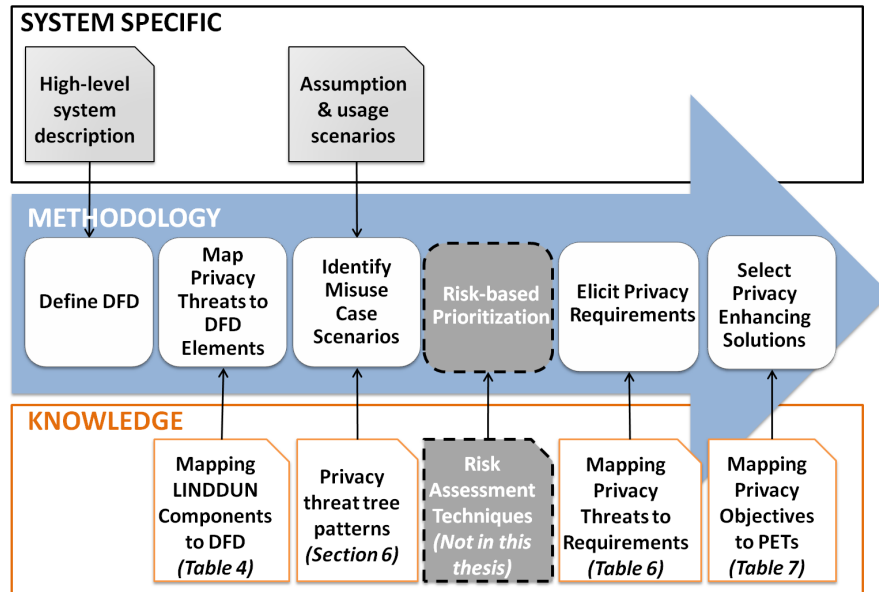 SYSTEM SPECIFIC
High-level
system
description
Assumption
& usage
scenarios
METHODOLOGY
Define DFD
Map
Privacy
Threats to
DFD
Elements
Identify
Misuse
Case
Scenarios
Risk-based
Prioritization
Elicit Privacy
Requirements
Select
Privacy
Enhancing
Solutions
KNOWLEDGE
Mapping
LINDDUN
Components
to DFD
(Table 4)
Privacy
threat tree
patterns
(Section 6)
Risk
Assessment
Techniques
(Not in this
thesis)
Mapping
Privacy
Threats to
Requirements
(Table 6)
Mapping
Privacy
Objectives
to PETs
(Table 7)